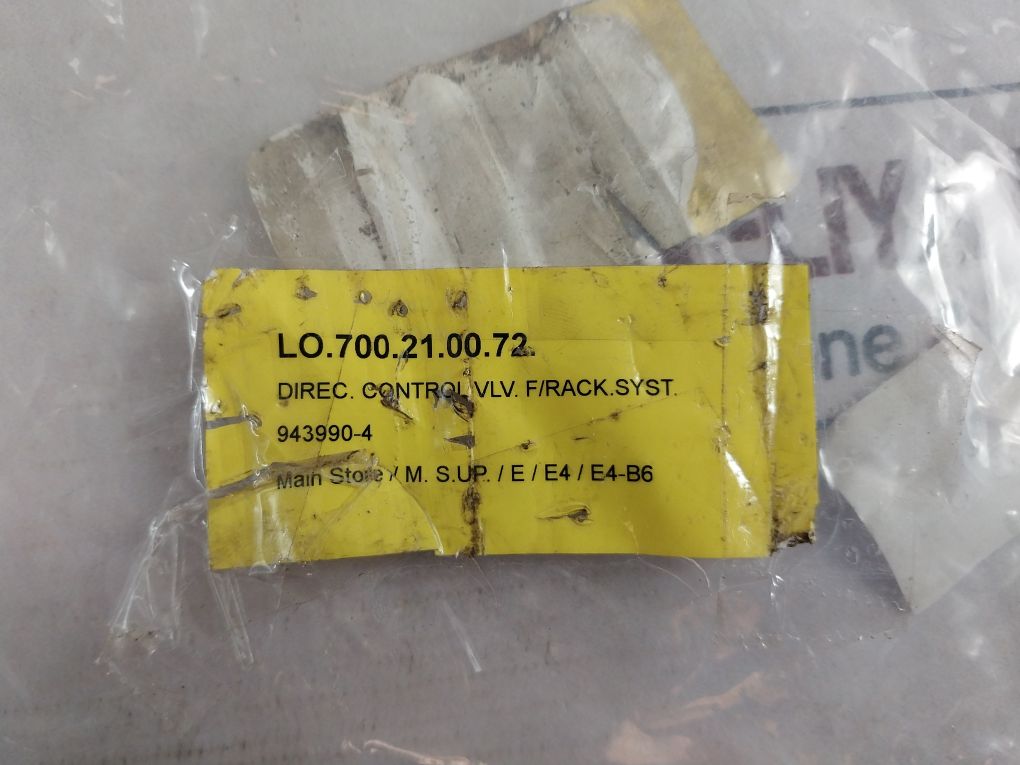 LO.700.21.00.72.
DIREC. CONTROL VLV. F/RACK.SYST.
943990-4
Main Store / M. S.UP. / E / E4 / E4-B6